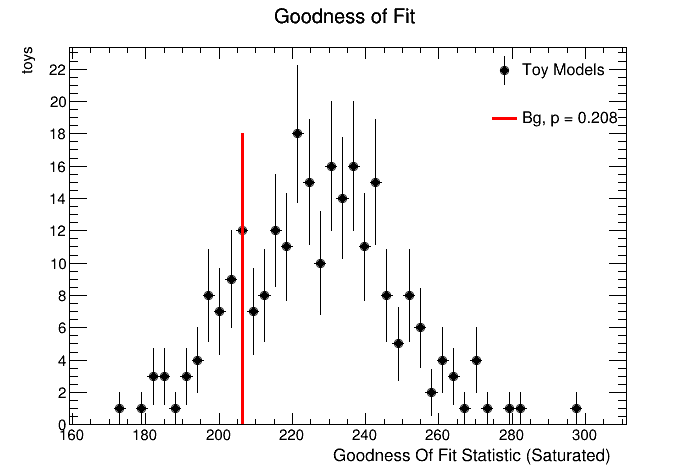 Goodness of Fit
toys
Toy Models
Bg, p = 0.208
22
20
18
16
14
12
10
8
6
4
2
0
160 180 200 220 240 260 280 300
Goodness Of Fit Statistic (Saturated)